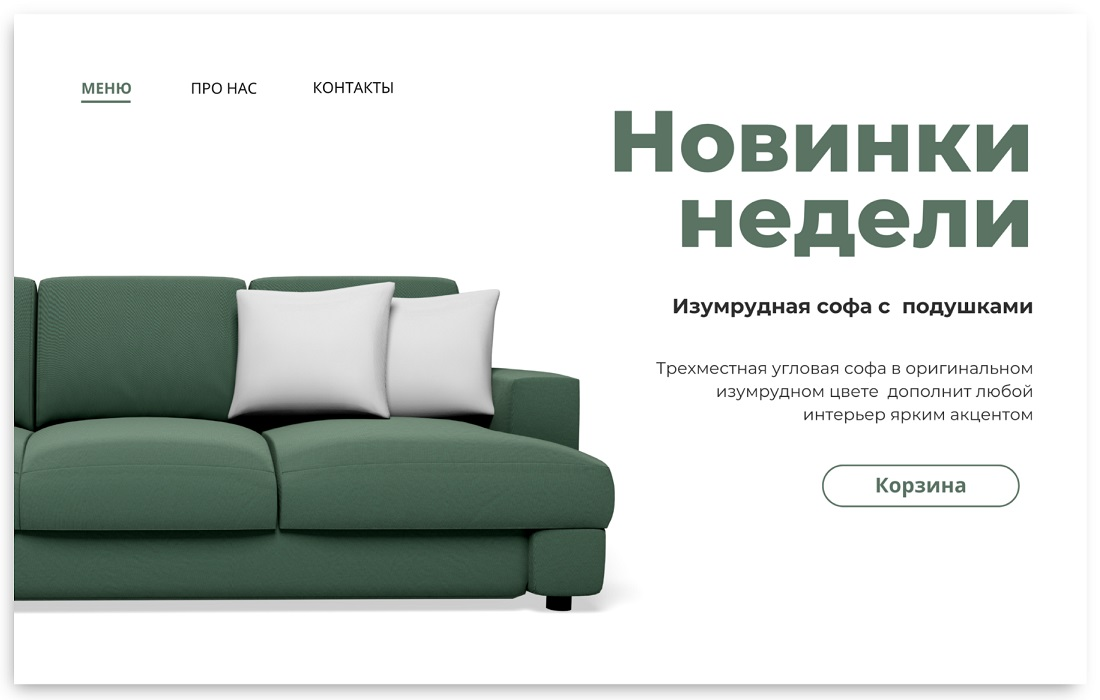 МЕНЮ ПРО НАС КОНТАКТЫ
Новинки
недели
Изумрудная софа с подушками
Трехместная угловая софа в оригинальном
изумрудном цвете дополнит любой
интерьер ярким акцентом
Корзина